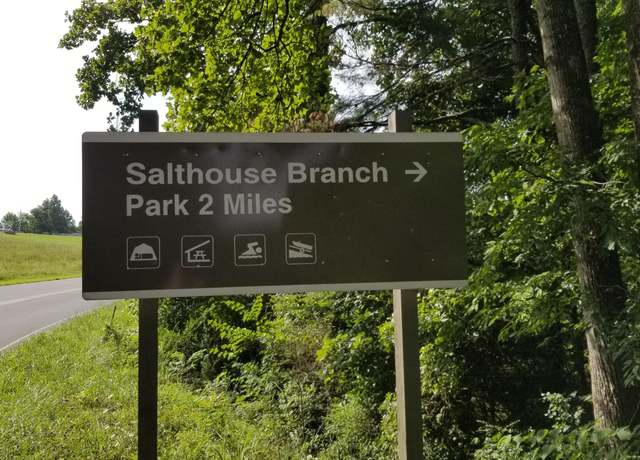 Salthouse Branch →
Park 2 Miles